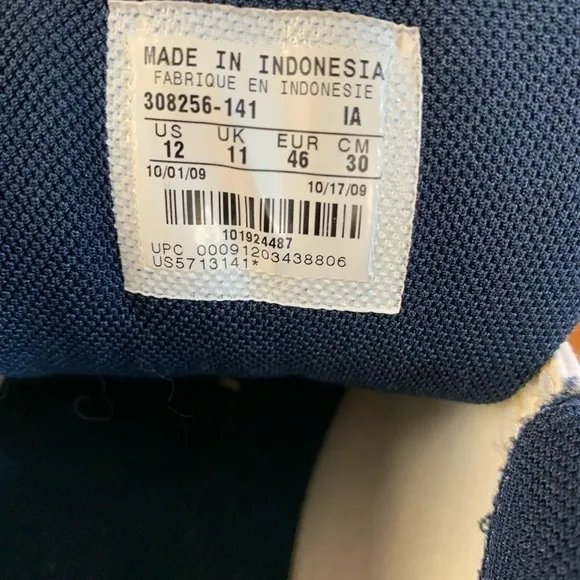 MADE IN INDONESIA
FABRIQUE EN INDONESIE
308256-141 IA
US UK EUR CM
12 11 46 30
10/01/09 10/17/09
101924487
UPC 00091203438806
US5713141*